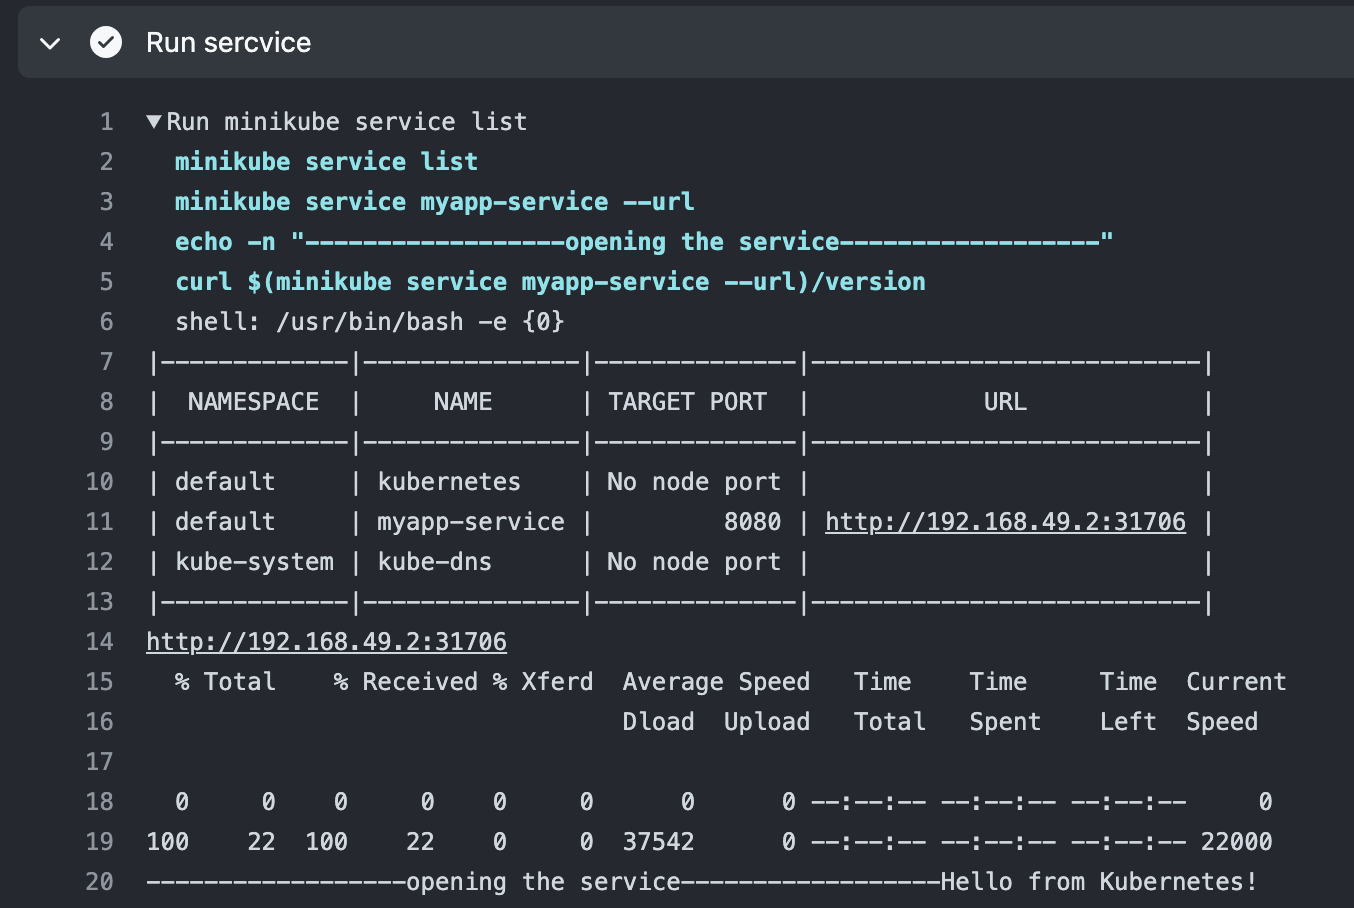 Run sercvice
1 ▼Run minikube service list
2 minikube service list
3 minikube service myapp-service --url
4 echo -n "------------------opening the service------------------"
5 curl $(minikube service myapp-service --url)/version
6 shell: /usr/bin/bash -e {0}
7 |-------------|---------------|--------------|---------------------------|
8 |  NAMESPACE  |     NAME      | TARGET PORT  |            URL            |
9 |-------------|---------------|--------------|---------------------------|
10 | default     | kubernetes    | No node port |                           |
11 | default     | myapp-service |         8080 | http://192.168.49.2:31706 |
12 | kube-system | kube-dns      | No node port |                           |
13 |-------------|---------------|--------------|---------------------------|
14 http://192.168.49.2:31706
15   % Total    % Received % Xferd  Average Speed   Time    Time     Time  Current
16                                  Dload  Upload   Total   Spent    Left  Speed
17
18   0     0    0     0    0     0      0      0 --:--:-- --:--:-- --:--:--     0
19 100    22  100    22    0     0  37542      0 --:--:-- --:--:-- --:--:-- 22000
20 ------------------opening the service------------------Hello from Kubernetes!